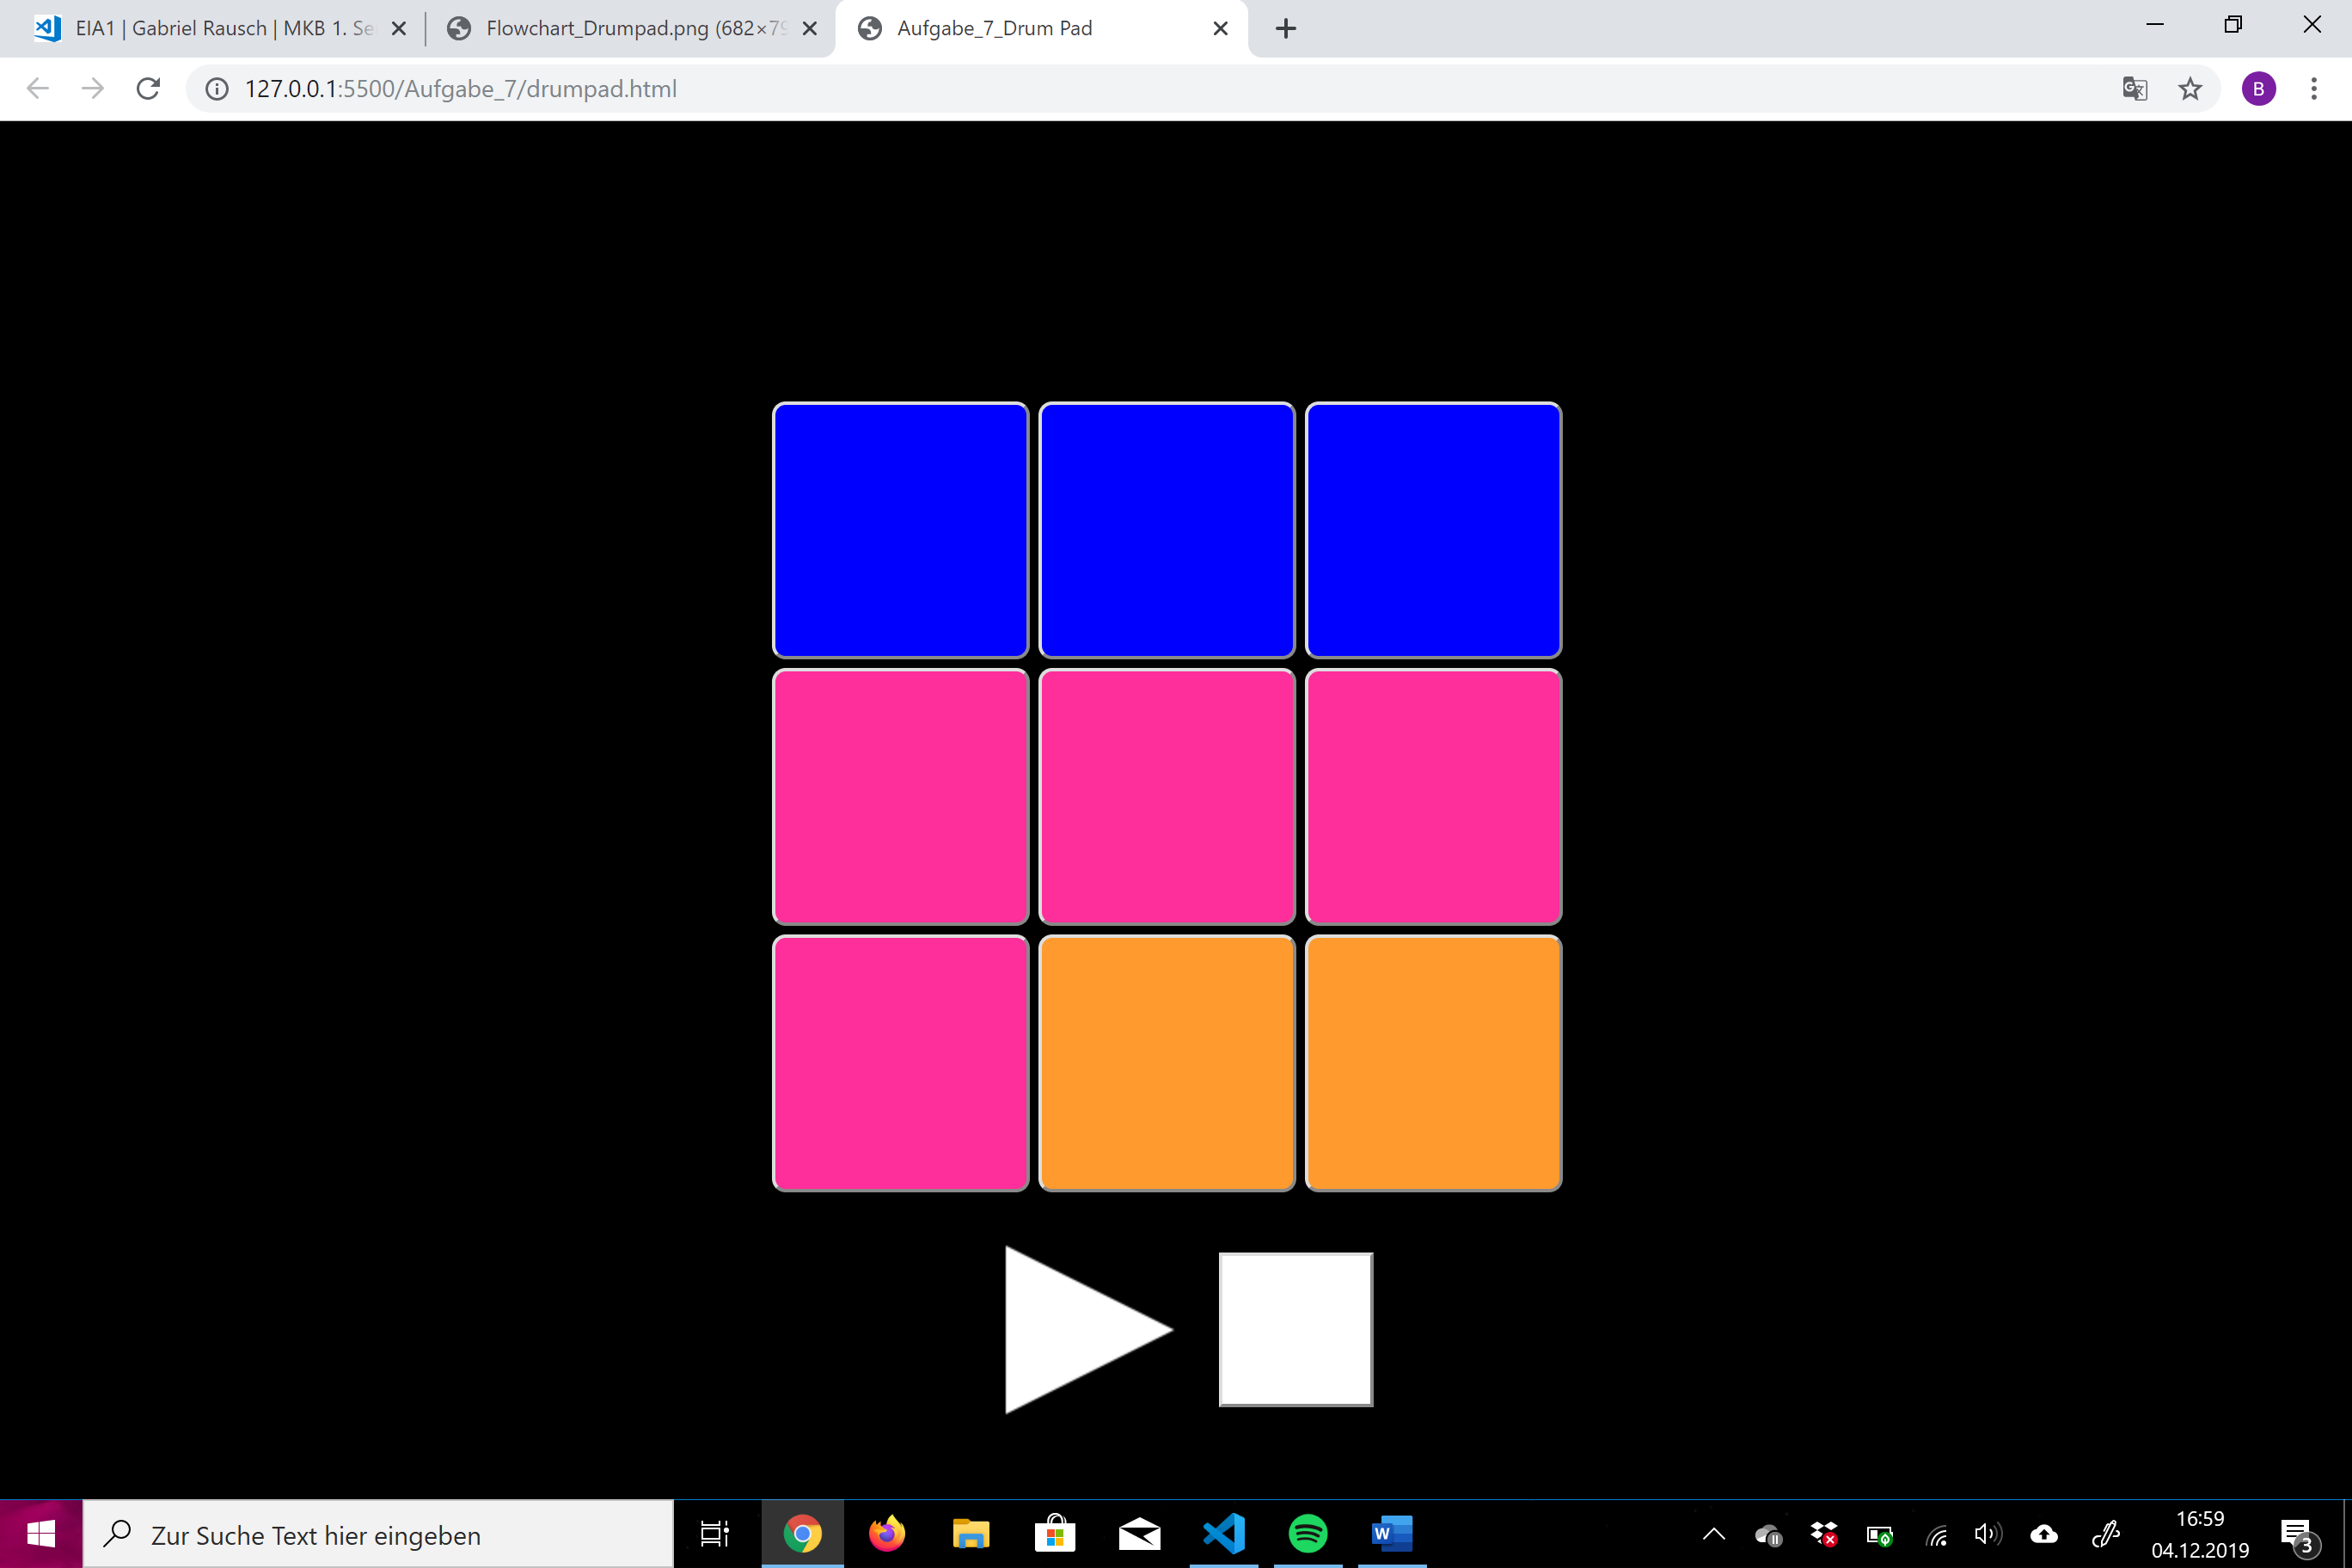 EIA1 | Gabriel Rausch | MKB 1. Se
Flowchart_Drumpad.png (682×79
Aufgabe_7_Drum Pad
127.0.0.1:5500/Aufgabe_7/drumpad.html
B
Zur Suche Text hier eingeben
W
16:59
04.12.2019
3